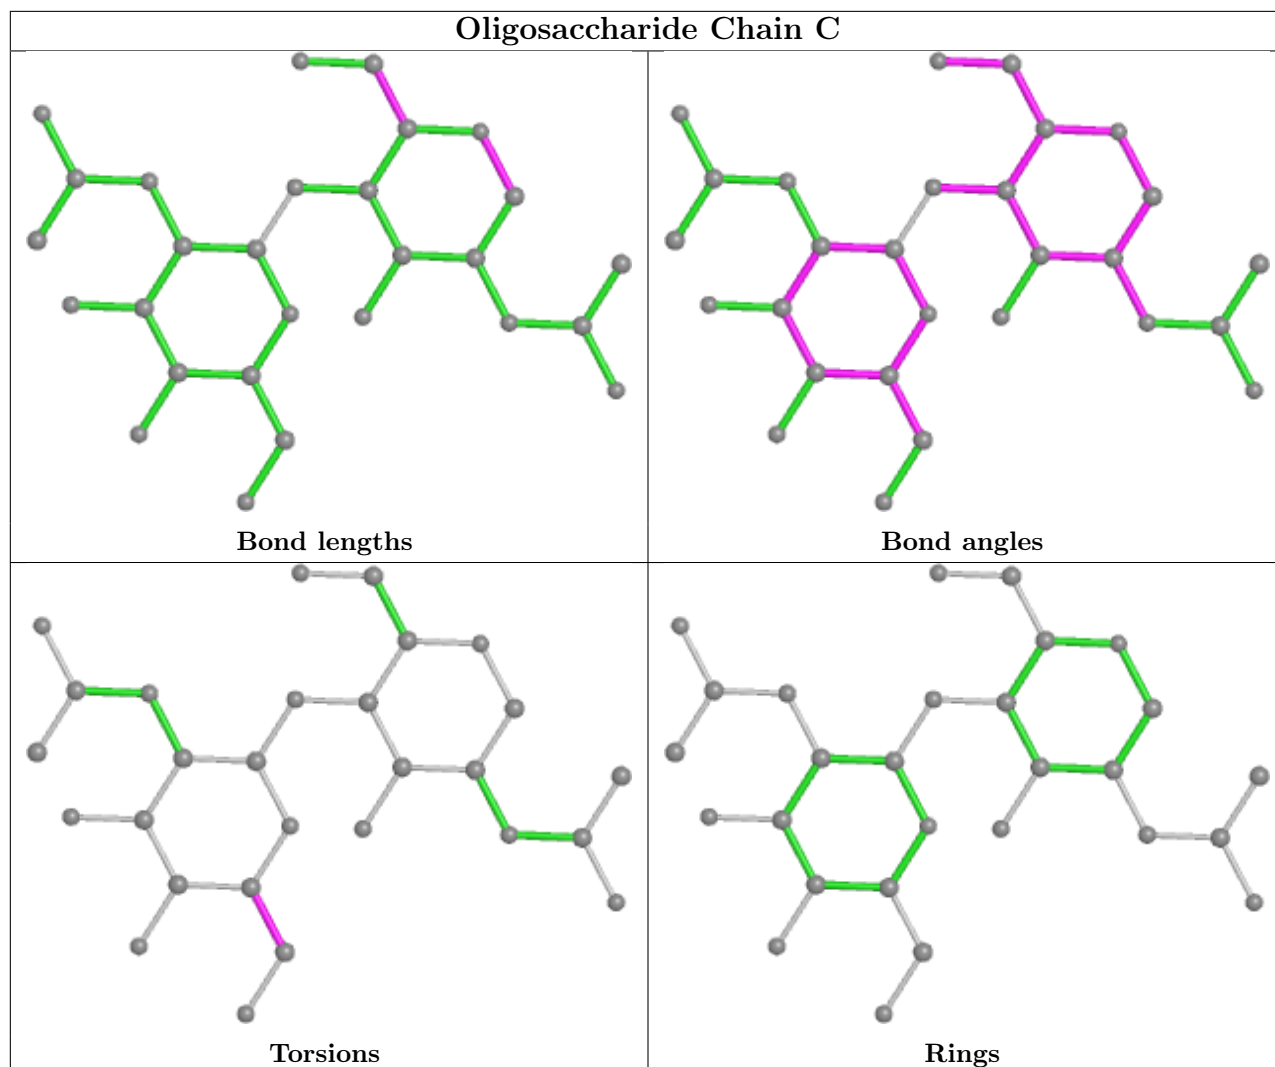 Oligosaccharide Chain C
Bond lengths
Bond angles
Torsions
Rings